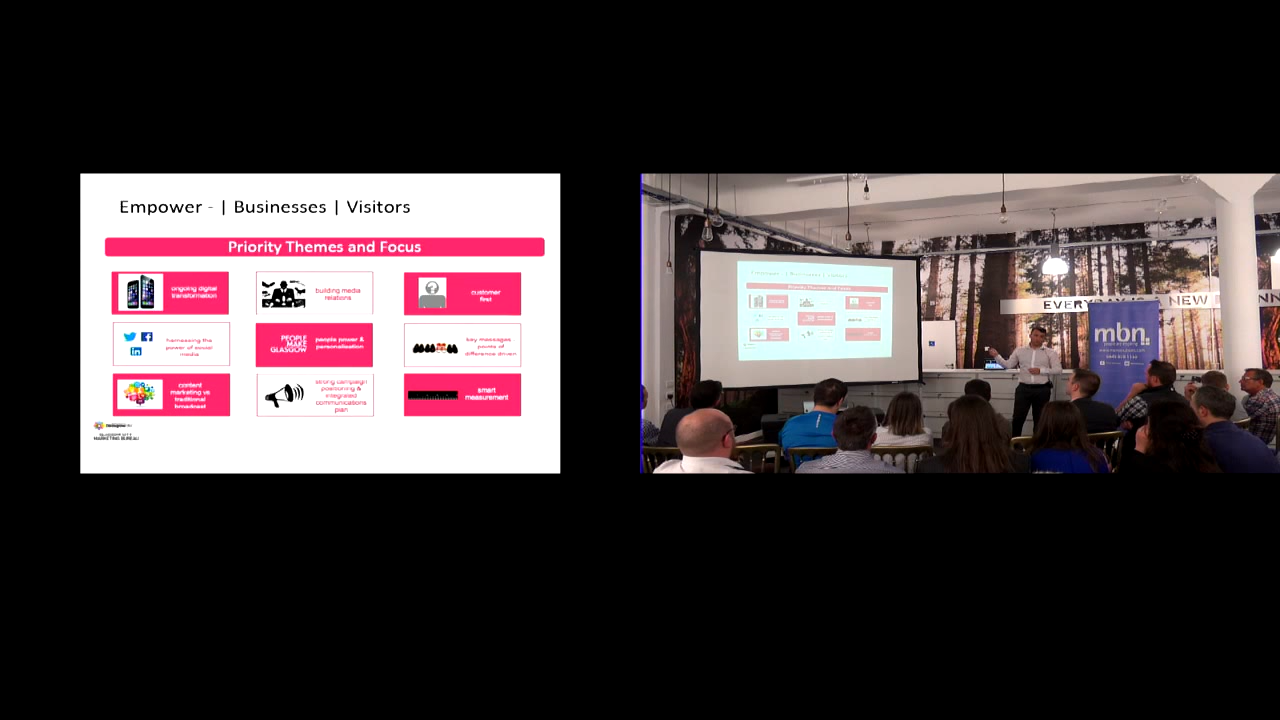 Empower - | Businesses | Visitors
Priority Themes and Focus
ongoing digital
transformation
building media
relations
customer
first
harnessing the
power of social
media
PEOPLE
MAKE
GLASGOW
people power &
personalisation
key messages
points of
difference driven
content
marketing vs
traditional
broadcast
strong campaign
positioning &
integrated
communications
plan
smart
measurement
MARKETING BUREAU
EVERY
NEW
mbn